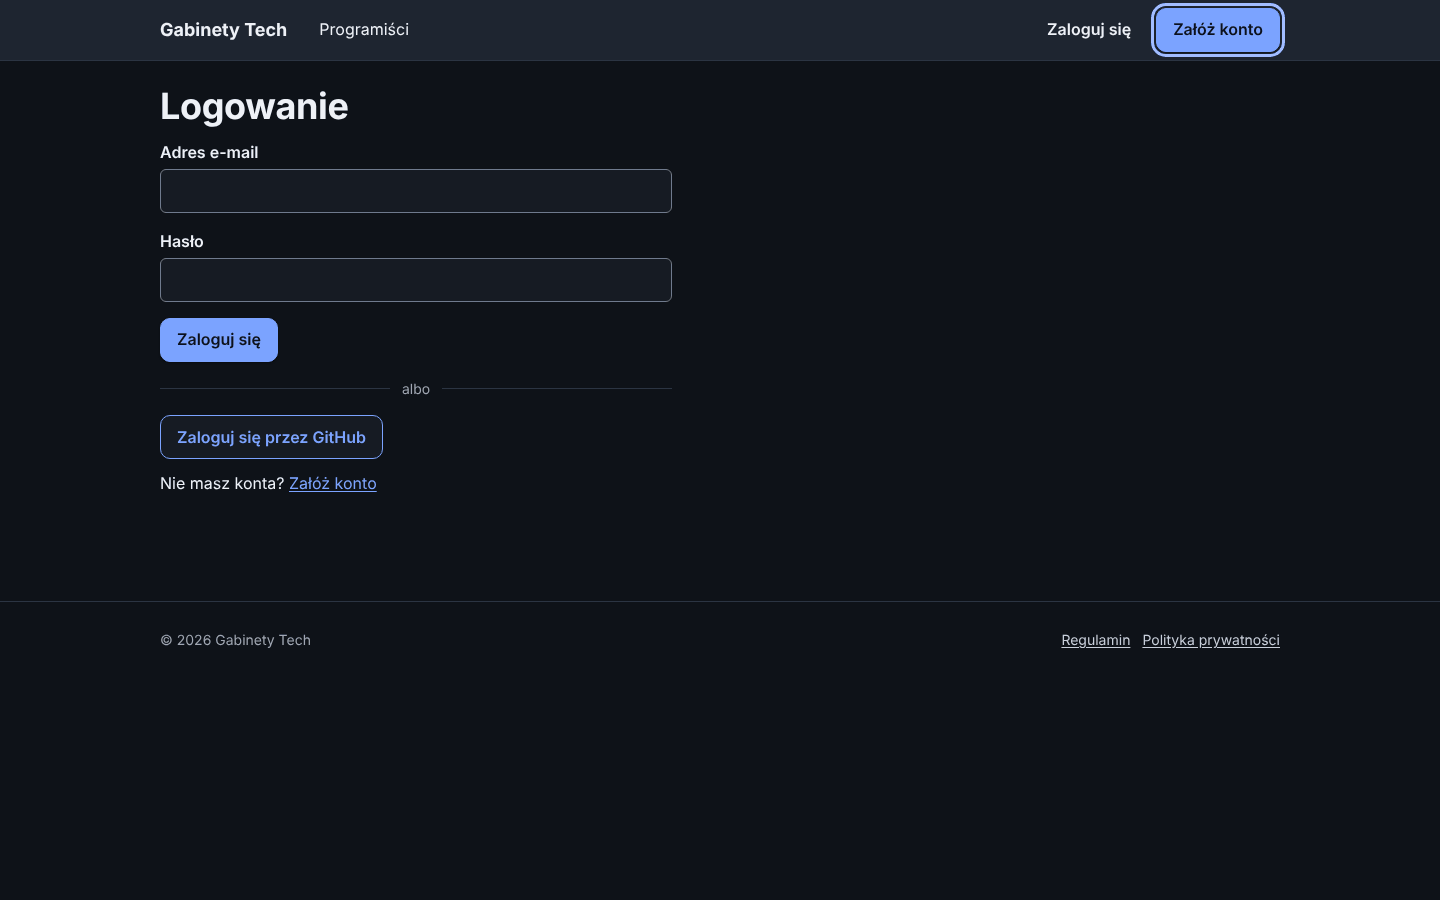 Gabinety Tech Programiści Zaloguj się Załóż konto
Logowanie
Adres e-mail
Hasło
Zaloguj się
albo
Zaloguj się przez GitHub
Nie masz konta? Załóż konto
© 2026 Gabinety Tech Regulamin Polityka prywatności